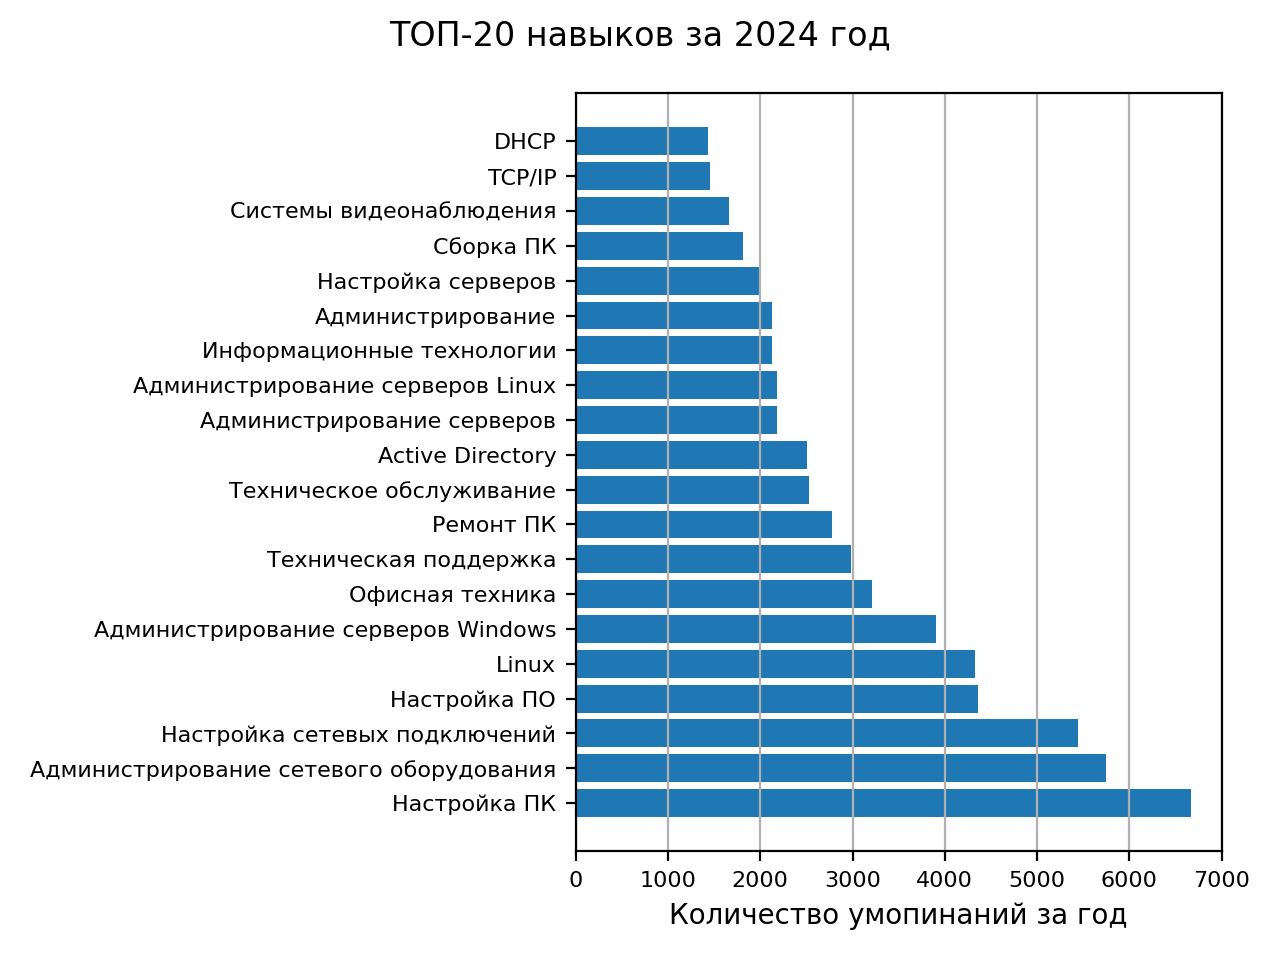 ТОП-20 навыков за 2024 год
DHCP
TCP/IP
Системы видеонаблюдения
Сборка ПК
Настройка серверов
Администрирование
Информационные технологии
Администрирование серверов Linux
Администрирование серверов
Active Directory
Техническое обслуживание
Ремонт ПК
Техническая поддержка
Офисная техника
Администрирование серверов Windows
Linux
Настройка ПО
Настройка сетевых подключений
Администрирование сетевого оборудования
Настройка ПК
0 1000 2000 3000 4000 5000 6000 7000
Количество умопинаний за год